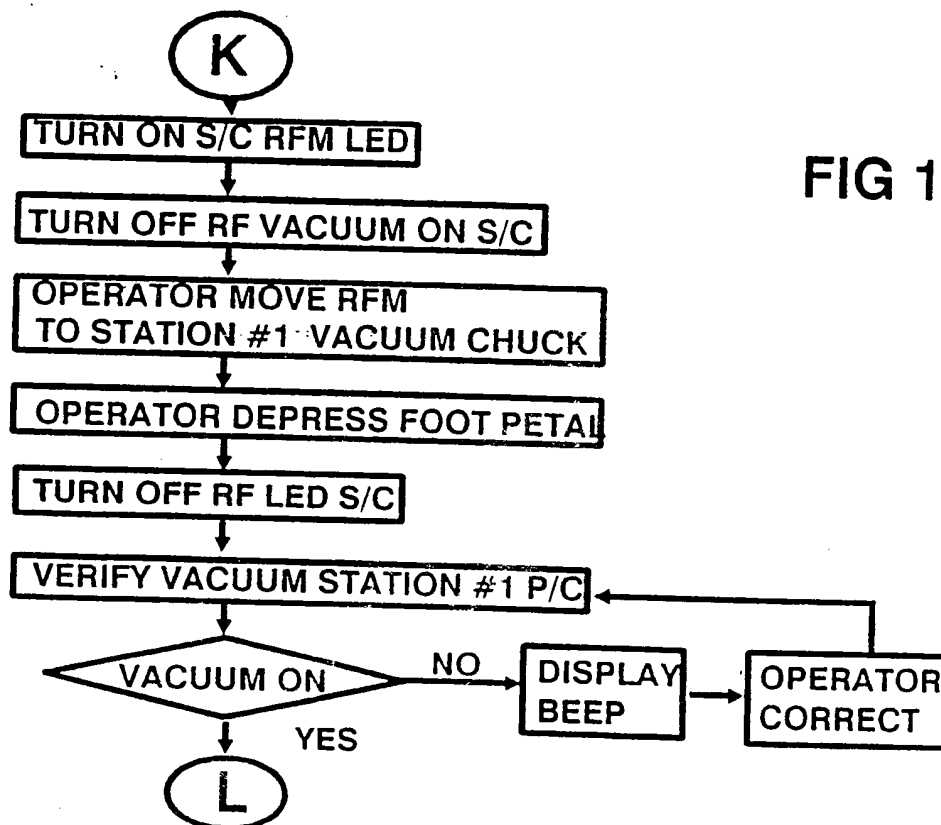 K
TURN ON S/C RFM LED
FIG 1
TURN OFF RF VACUUM ON S/C
OPERATOR MOVE RFM
TO STATION #1 VACUUM CHUCK
OPERATOR DEPRESS FOOT PETAL
TURN OFF RF LED S/C
VERIFY VACUUM STATION #1 P/C
VACUUM ON
NO
DISPLAY
BEEP
OPERATOR
CORRECT
YES
L